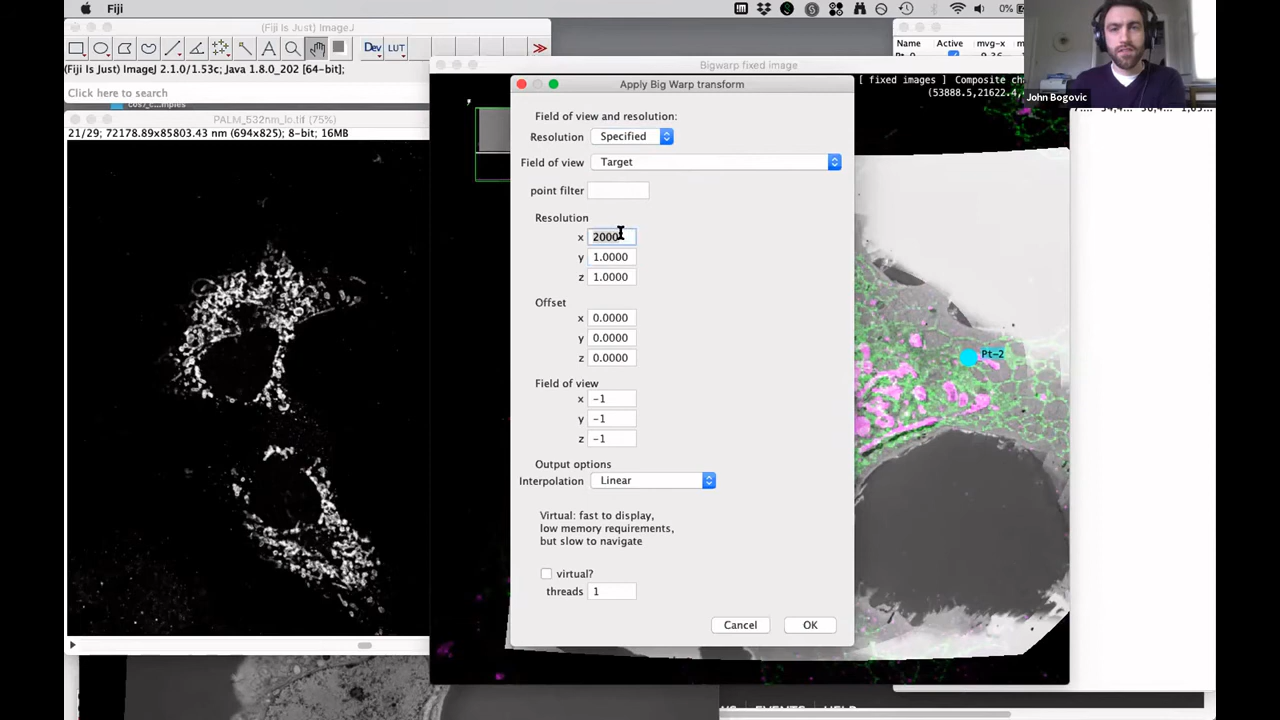 Fiji
0%
(Fiji Is Just) ImageJ
Dev
LUT
(Fiji Is Just) ImageJ 2.1.0/1.53c; Java 1.8.0_202 [64-bit];
Click here to search
PALM_532nm_lo.tif (75%)
21/29; 72178.89x85803.43 nm (694x825); 8-bit; 16MB
Bigwarp fixed image
[ fixed images ] Composite cha
(53888.5,21622.4,
Name
Active
mvg-x
John Bogovic
Apply Big Warp transform
Field of view and resolution:
Resolution
Specified
Field of view
Target
point filter
Resolution
x 2000
y 1.0000
z 1.0000
Offset
x 0.0000
y 0.0000
z 0.0000
Field of view
x -1
y -1
z -1
Output options
Interpolation Linear
Virtual: fast to display,
low memory requirements,
but slow to navigate
virtual?
threads 1
Cancel
OK
Pt-2
EVENTS
HELP